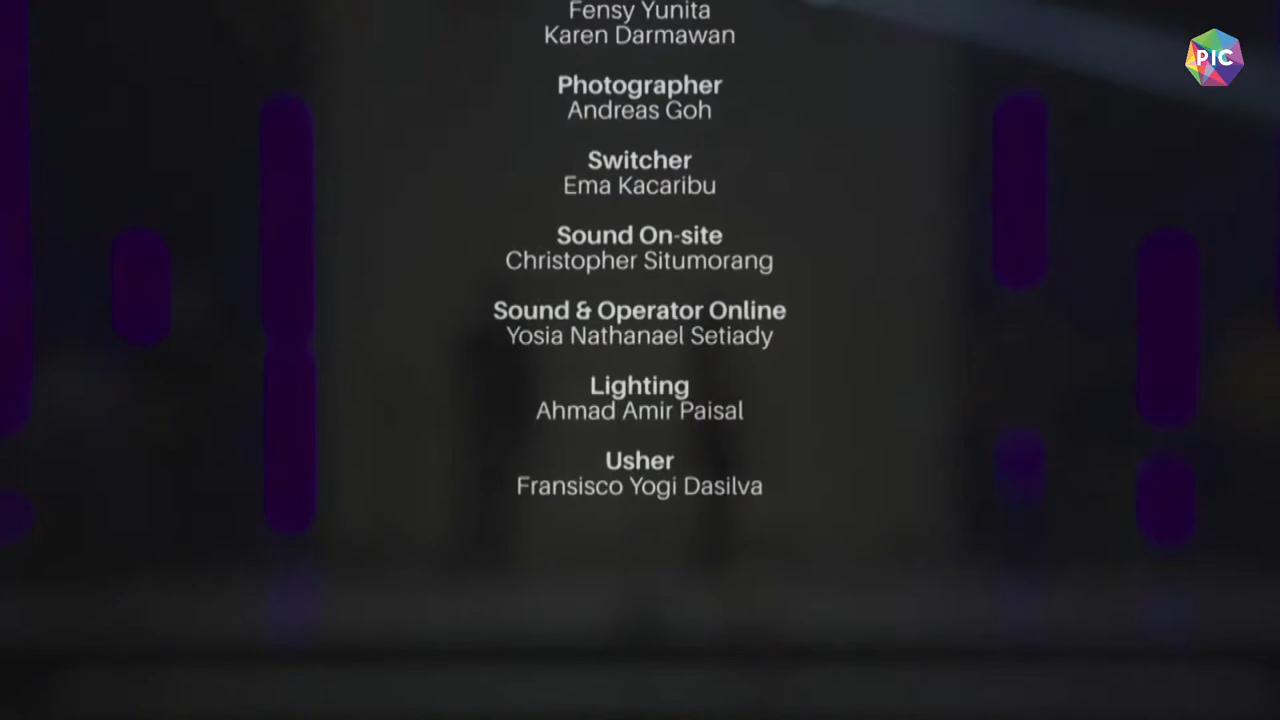 Fensy Yunita
Karen Darmawan
PIC
Photographer
Andreas Goh
Switcher
Ema Kacaribu
Sound On-site
Christopher Situmorang
Sound & Operator Online
Yosia Nathanael Setiady
Lighting
Ahmad Amir Paisal
Usher
Fransisco Yogi Dasilva